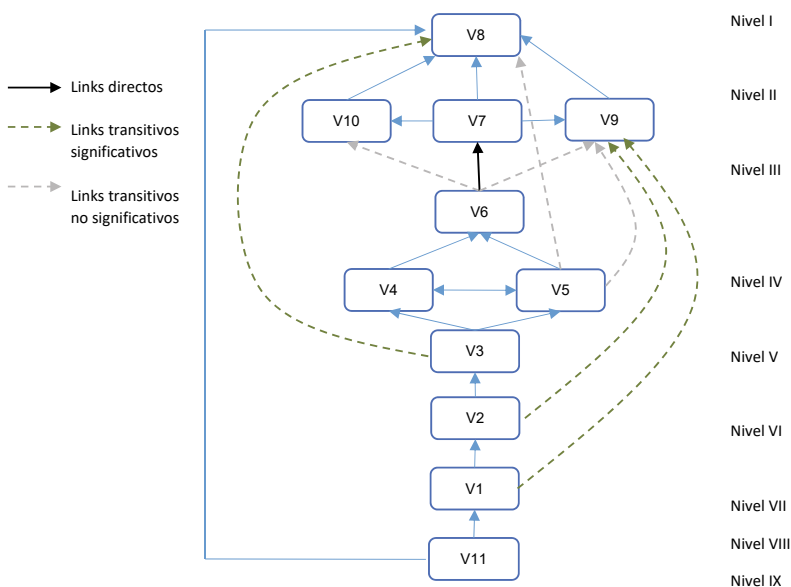 Nivel I
V8
Links directos
Nivel II
V10
V7
V9
Links transitivos
significativos
Nivel III
Links transitivos
no significativos
V6
Nivel IV
V4
V5
V3
Nivel V
V2
Nivel VI
V1
Nivel VII
Nivel VIII
V11
Nivel IX